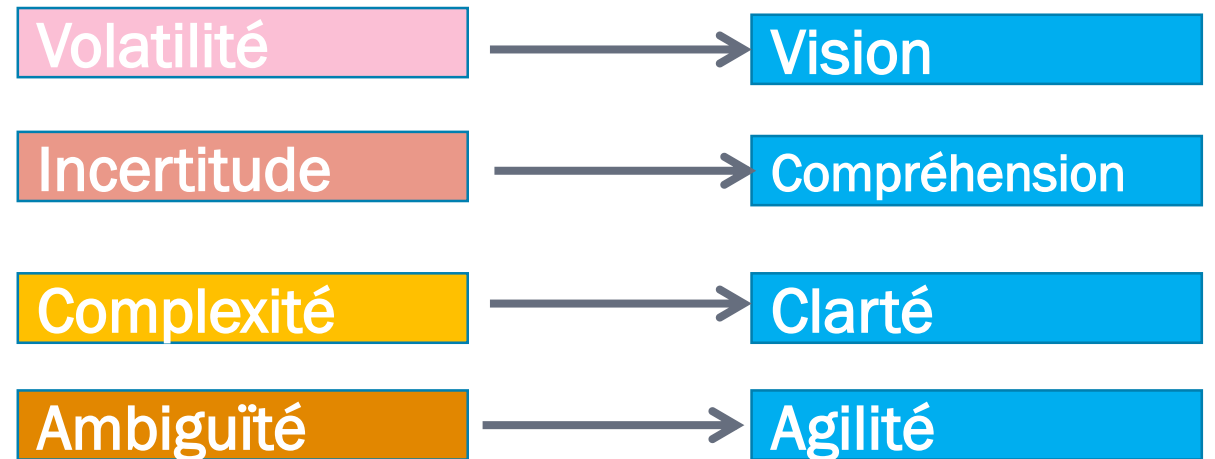 Volatilité
Vision
Incertitude
Compréhension
Complexité
Clarté
Ambiguïté
Agilité